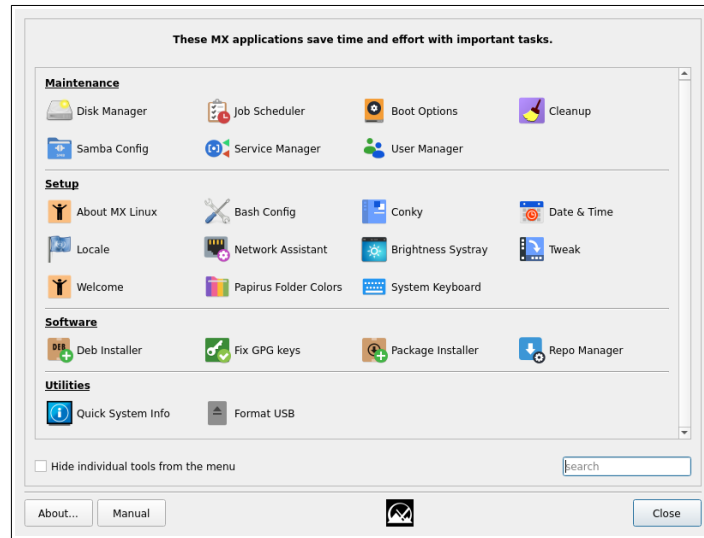 These MX applications save time and effort with important tasks.
Maintenance
Disk Manager Job Scheduler Boot Options Cleanup
Samba Config Service Manager User Manager
Setup
About MX Linux Bash Config Conky Date & Time
Locale Network Assistant Brightness Systray Tweak
Welcome Papirus Folder Colors System Keyboard
Software
DEB Deb Installer Fix GPG keys Package Installer Repo Manager
Utilities
Quick System Info Format USB
Hide individual tools from the menu search
About... Manual Close